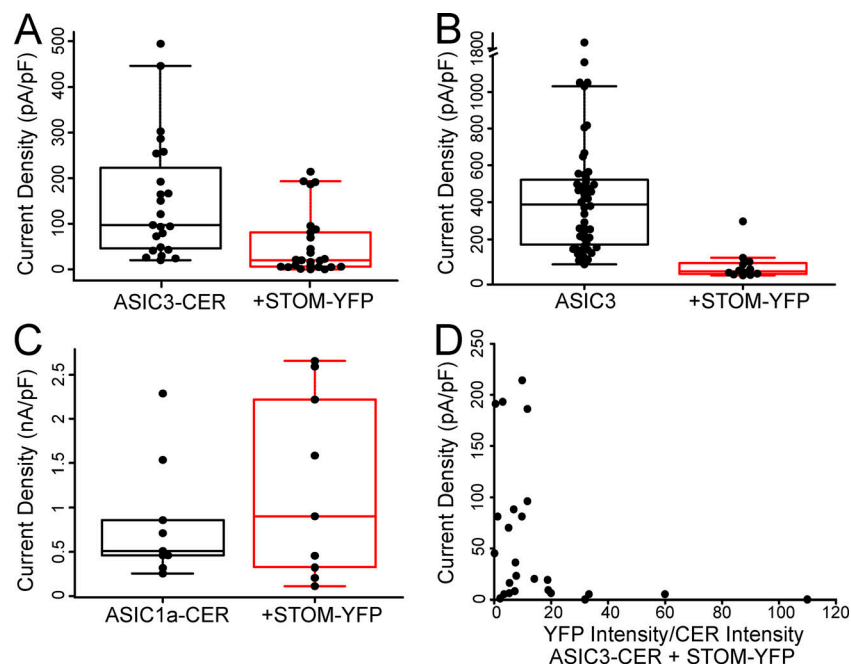 A
Current Density (pA/pF)
500
400
300
200
100
0
ASIC3-CER
+STOM-YFP
B
Current Density (pA/pF)
1800
1000
800
600
400
200
0
ASIC3
+STOM-YFP
C
Current Density (nA/pF)
2.5
2
1.5
1
0.5
0
ASIC1a-CER
+STOM-YFP
D
Current Density (pA/pF)
250
200
150
100
50
0
0 20 40 60 80 100 120
YFP Intensity/CER Intensity
ASIC3-CER + STOM-YFP